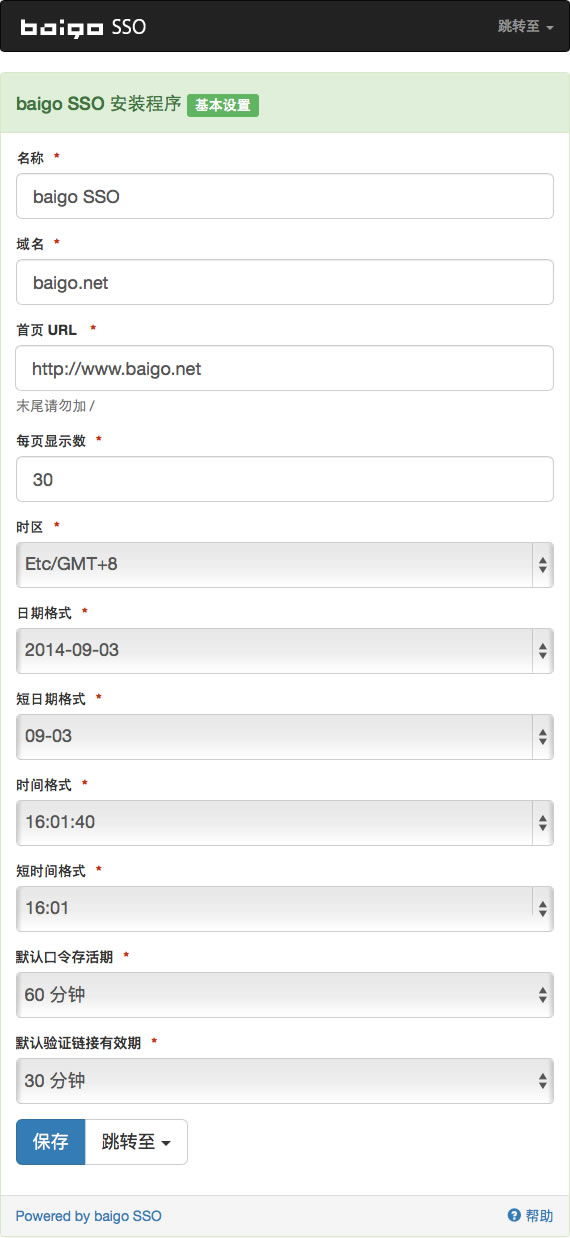 baigo SSO 跳转至
baigo SSO 安装程序 基本设置
名称 *
baigo SSO
域名 *
baigo.net
首页 URL *
http://www.baigo.net
末尾请勿加 /
每页显示数 *
30
时区 *
Etc/GMT+8
日期格式 *
2014-09-03
短日期格式 *
09-03
时间格式 *
16:01:40
短时间格式 *
16:01
默认口令存活期 *
60 分钟
默认验证链接有效期 *
30 分钟
保存 跳转至
Powered by baigo SSO 帮助